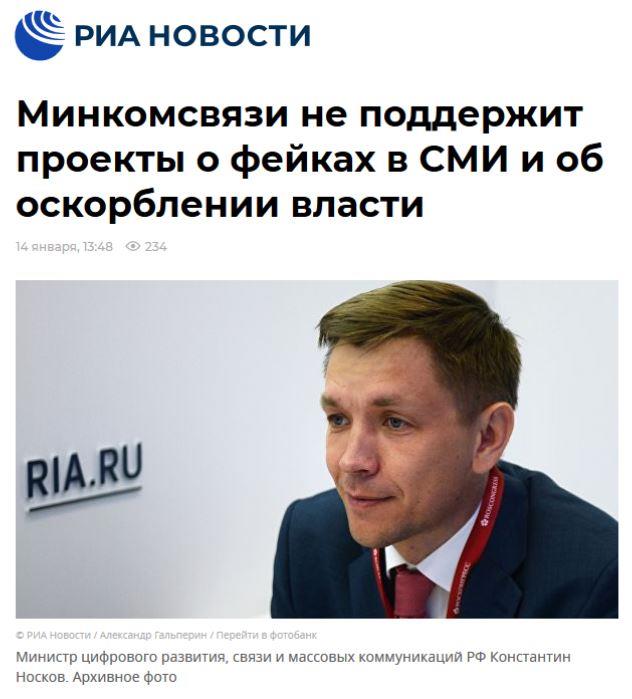 РИА НОВОСТИ
Минкомсвязи не поддержит
проекты о фейках в СМИ и об
оскорблении власти
14 января, 13:48 234
RIA.RU
ROSCONGRESS
РОСКОНГРЕСС
© РИА Новости / Александр Гальперин / Перейти в фотобанк
Министр цифрового развития, связи и массовых коммуникаций РФ Константин
Носков. Архивное фото